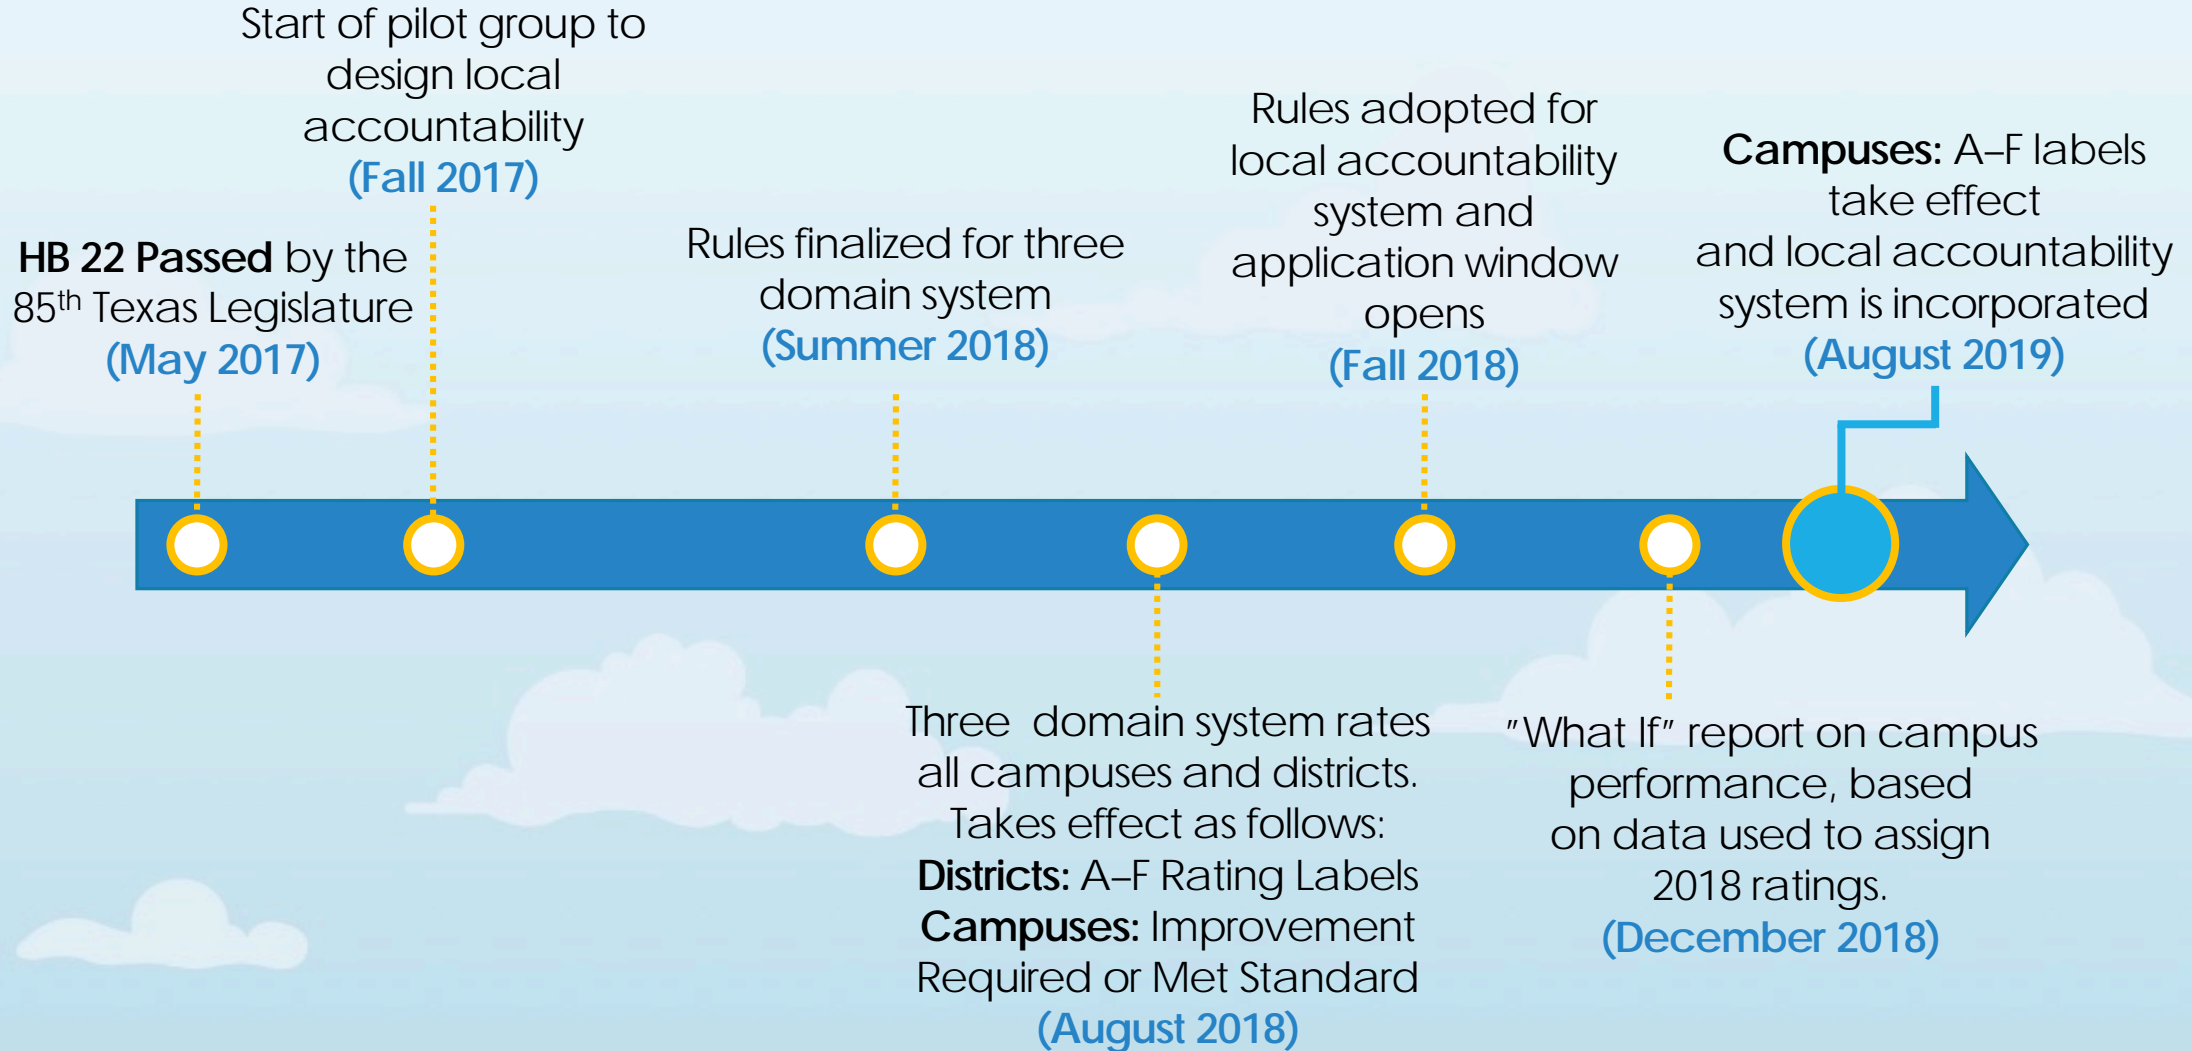 Start of pilot group to
design local
accountability
(Fall 2017)
HB 22 Passed by the
85th Texas Legislature
(May 2017)
Rules finalized for three
domain system
(Summer 2018)
Rules adopted for
local accountability
system and
application window
opens
(Fall 2018)
Campuses: A–F labels
take effect
and local accountability
system is incorporated
(August 2019)
Three domain system rates
all campuses and districts.
Takes effect as follows:
Districts: A–F Rating Labels
Campuses: Improvement
Required or Met Standard
(August 2018)
"What If" report on campus
performance, based
on data used to assign
2018 ratings.
(December 2018)